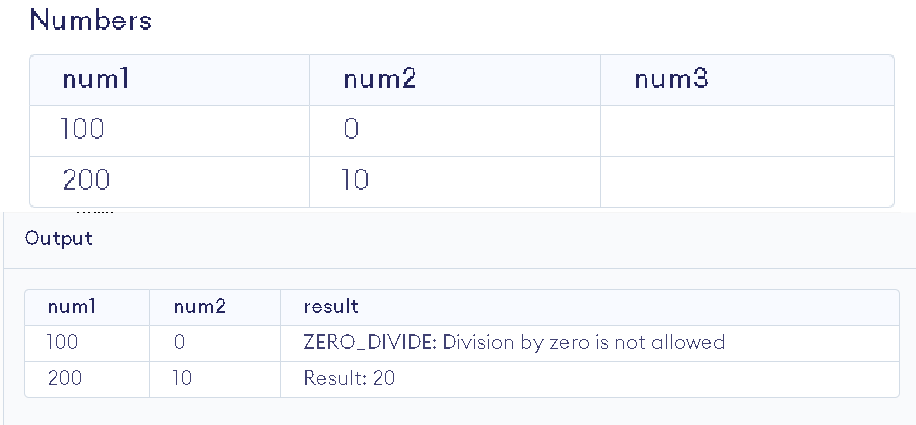 Numbers
num1 num2 num3
100 0
200 10
Output
num1 num2 result
100 0 ZERO_DIVIDE: Division by zero is not allowed
200 10 Result: 20